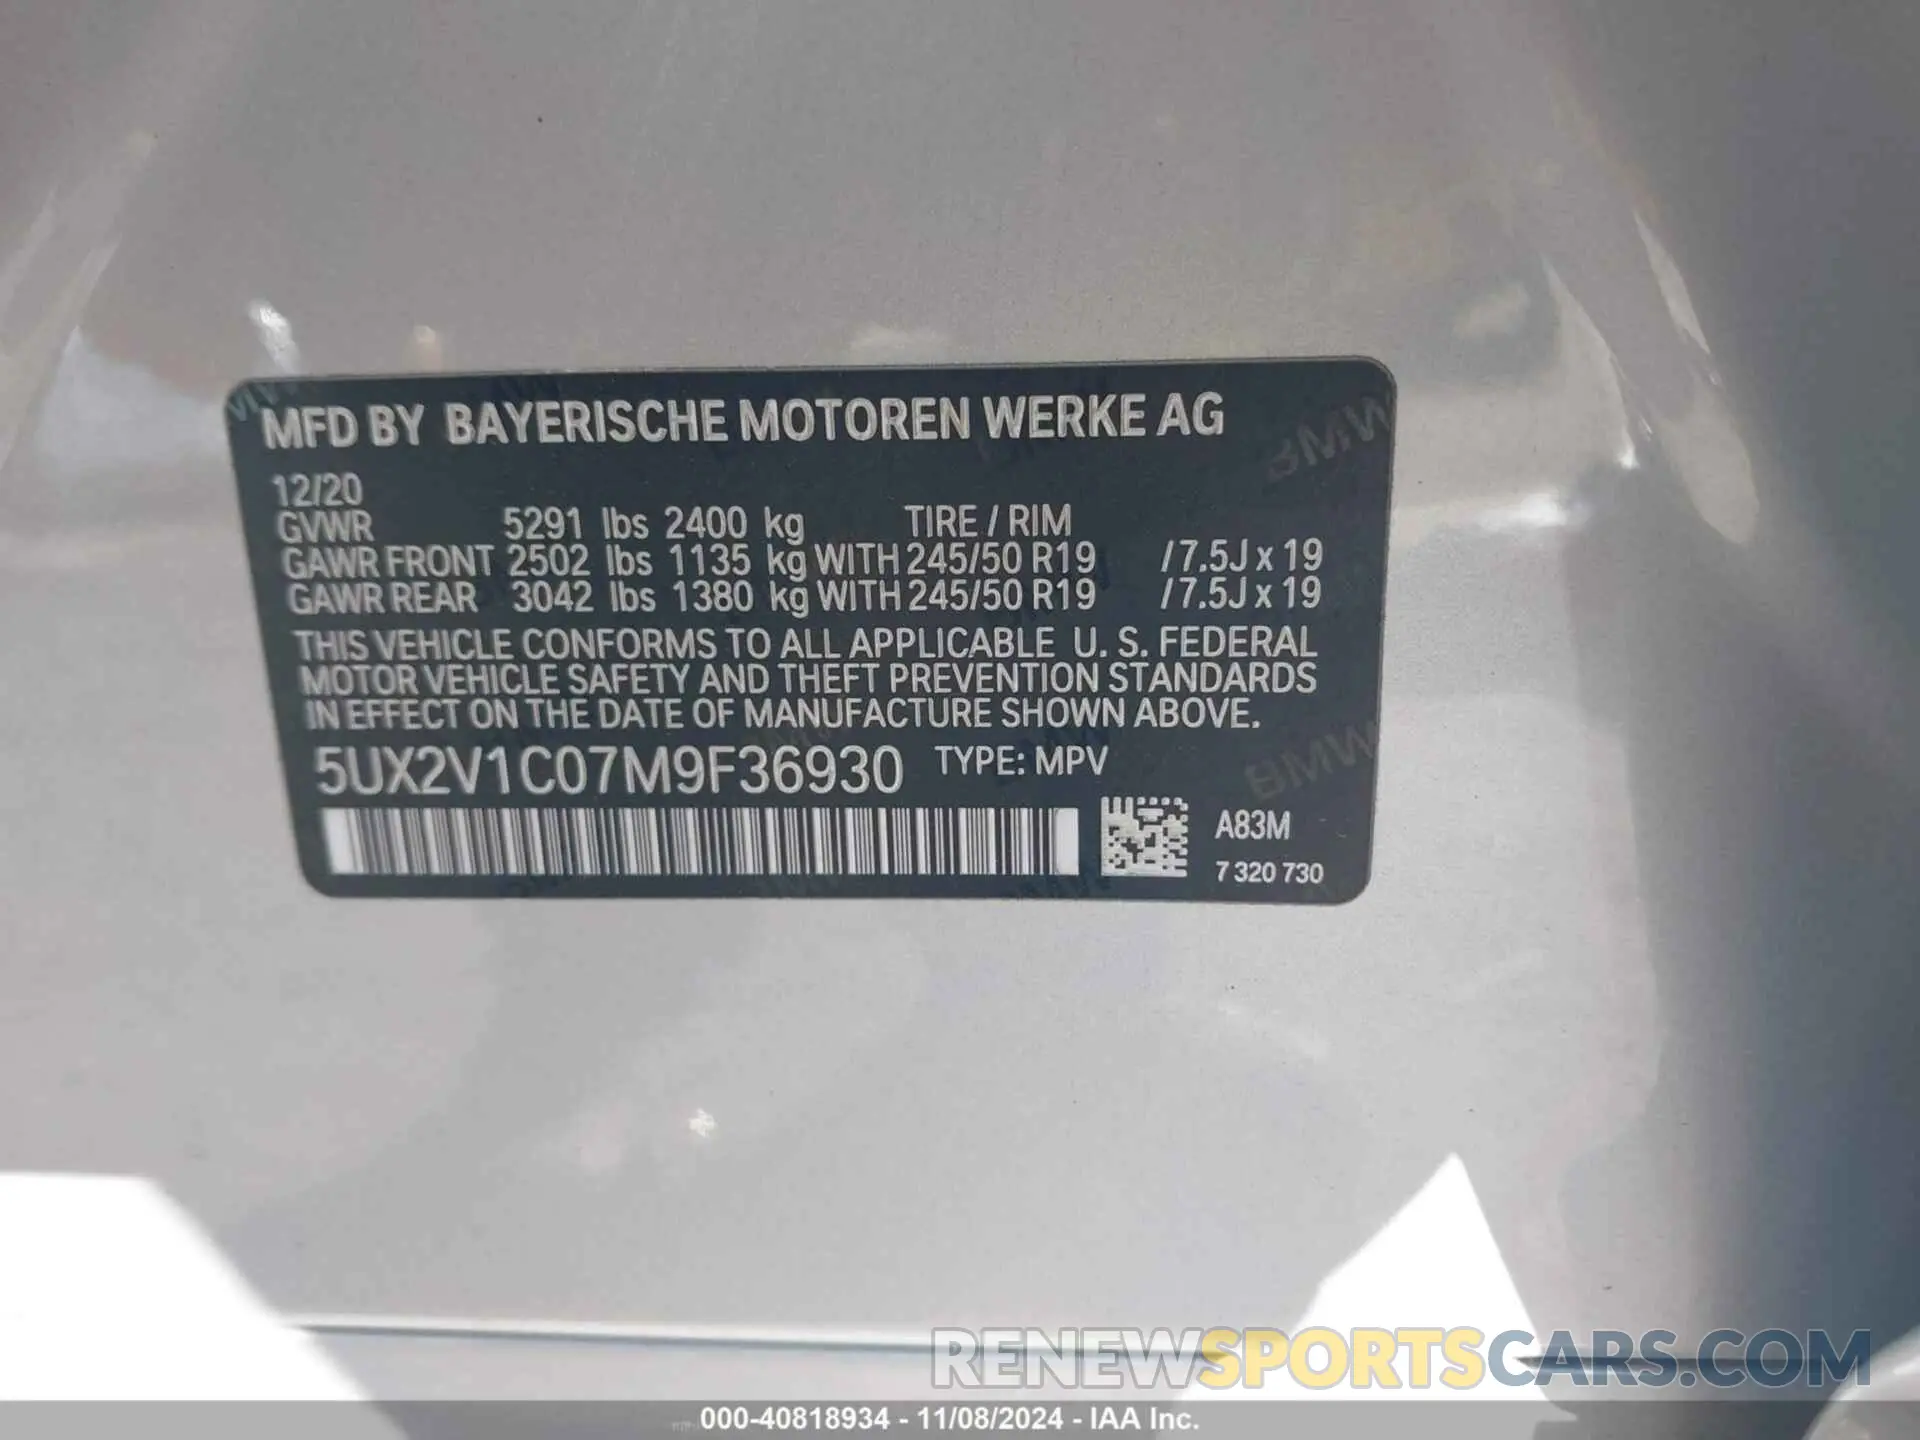 MFD BY BAYERISCHE MOTOREN WERKE AG
12/20
GVWR 5291 lbs 2400 kg TIRE / RIM
GAWR FRONT 2502 lbs 1135 kg WITH 245/50 R19 /7.5J x 19
GAWR REAR 3042 lbs 1380 kg WITH 245/50 R19 /7.5J x 19
THIS VEHICLE CONFORMS TO ALL APPLICABLE U. S. FEDERAL
MOTOR VEHICLE SAFETY AND THEFT PREVENTION STANDARDS
IN EFFECT ON THE DATE OF MANUFACTURE SHOWN ABOVE.
5UX2V1C07M9F36930 TYPE: MPV
A83M
7 320 730
BMW
BMW
RENEWSPORTSCARS.COM
000-40818934 - 11/08/2024 - IAA Inc.